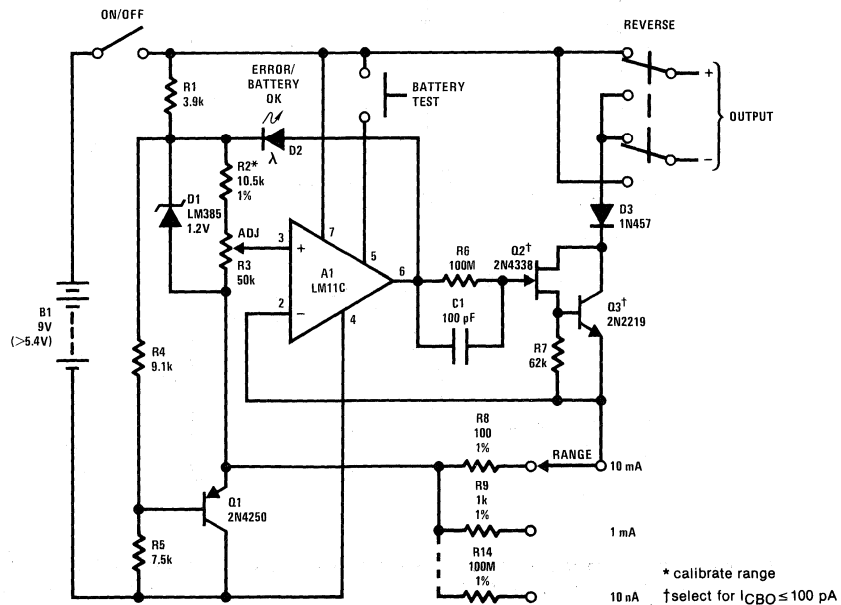 ON/OFF
REVERSE
R1
3.9k
ERROR/
BATTERY
OK
BATTERY
TEST
+
OUTPUT
−
λ
D2
R2*
10.5k
1%
D1
LM385
1.2V
ADJ
R3
50k
3
+
7
5
A1
LM11C
6
2
−
4
R6
100M
C1
100 pF
Q2†
2N4338
D3
1N457
Q3†
2N2219
R7
62k
B1
9V
(>5.4V)
R4
9.1k
R8
100
1%
RANGE
10 mA
R9
1k
1%
1 mA
Q1
2N4250
R5
7.5k
R14
100M
1%
10 nA
* calibrate range
†select for ICBO ≤ 100 pA